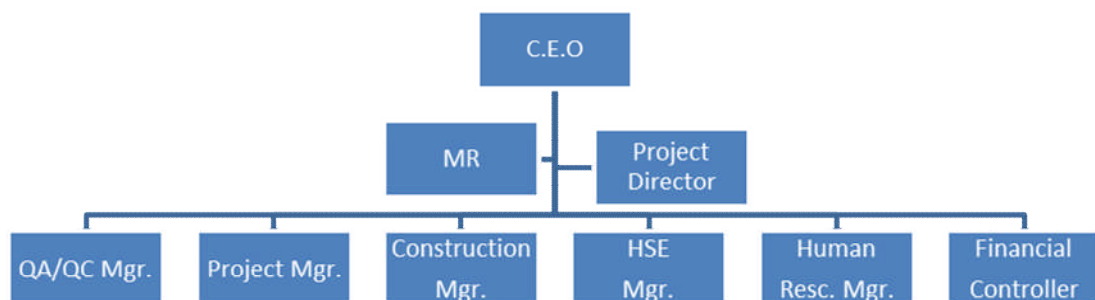 C.E.O
MR
Project
Director
QA/QC Mgr.
Project Mgr.
Construction
Mgr.
HSE
Mgr.
Human
Resc. Mgr.
Financial
Controller